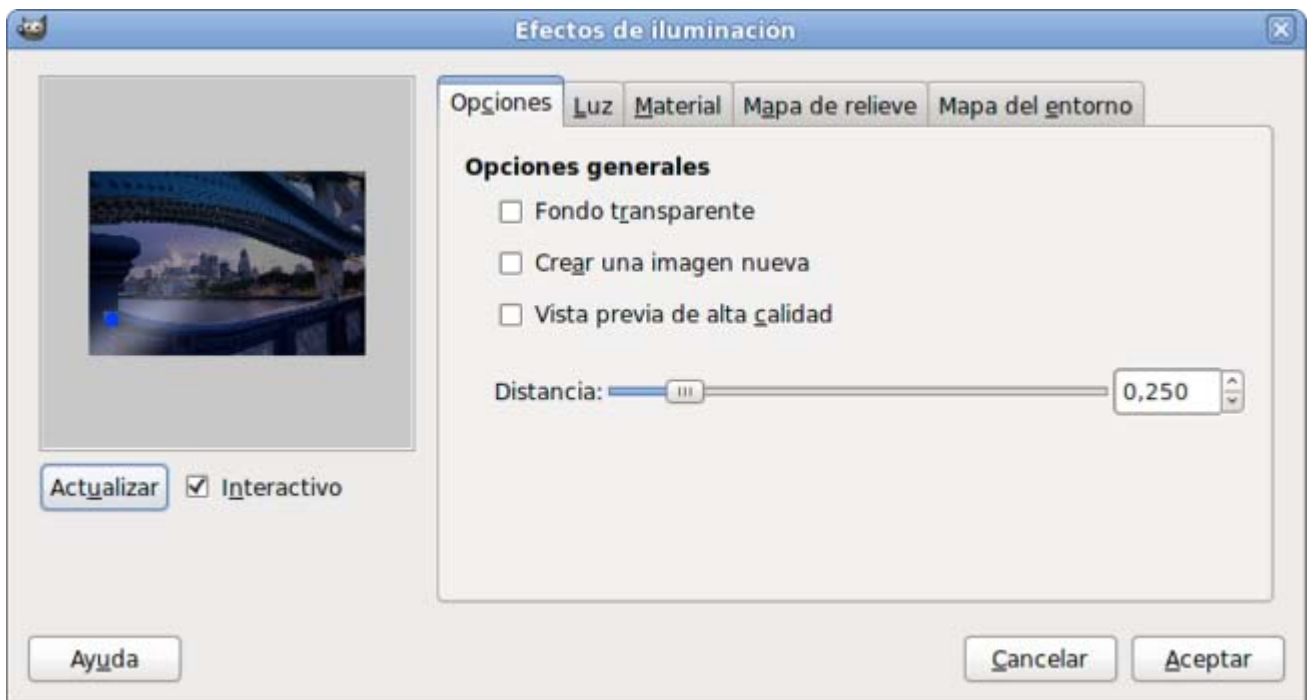 Efectos de iluminación
Opciones Luz Material Mapa de relieve Mapa del entorno
Opciones generales
Fondo transparente
Crear una imagen nueva
Vista previa de alta calidad
Distancia: 0,250
Actualizar Interactivo
Ayuda Cancelar Aceptar